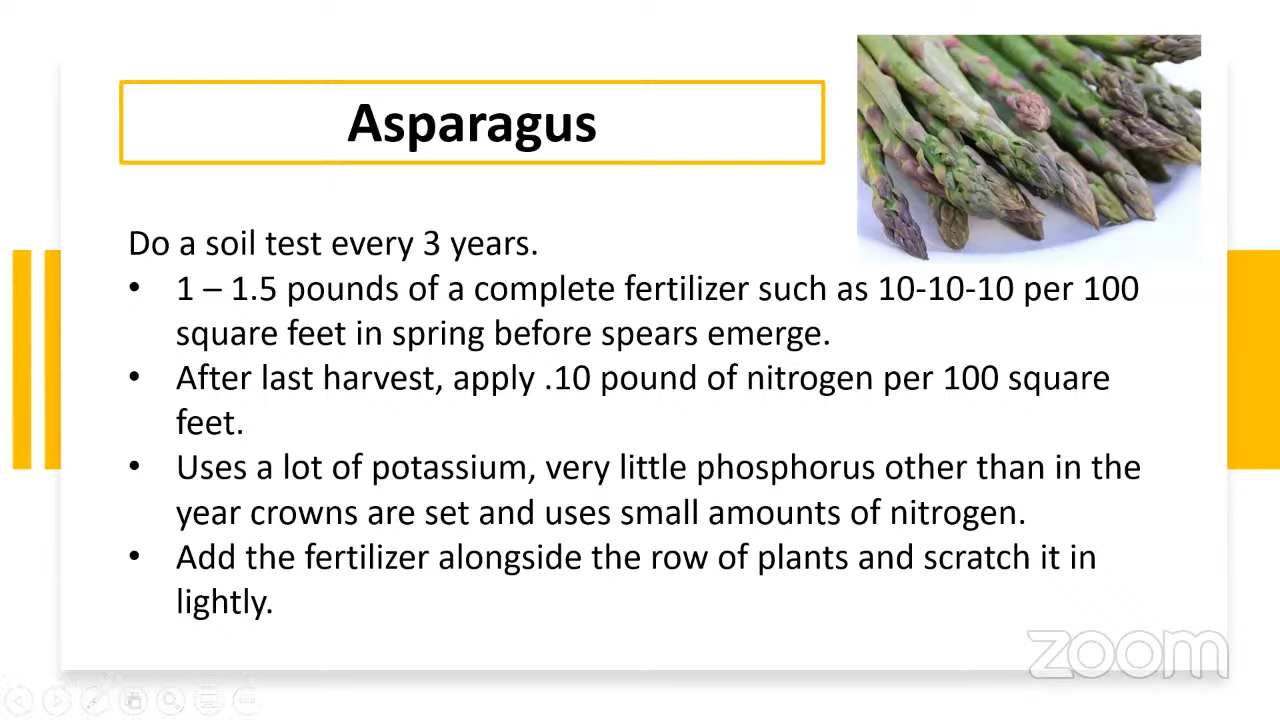 Asparagus
Do a soil test every 3 years.
• 1 – 1.5 pounds of a complete fertilizer such as 10-10-10 per 100
square feet in spring before spears emerge.
• After last harvest, apply .10 pound of nitrogen per 100 square
feet.
• Uses a lot of potassium, very little phosphorus other than in the
year crowns are set and uses small amounts of nitrogen.
• Add the fertilizer alongside the row of plants and scratch it in
lightly.
zoom